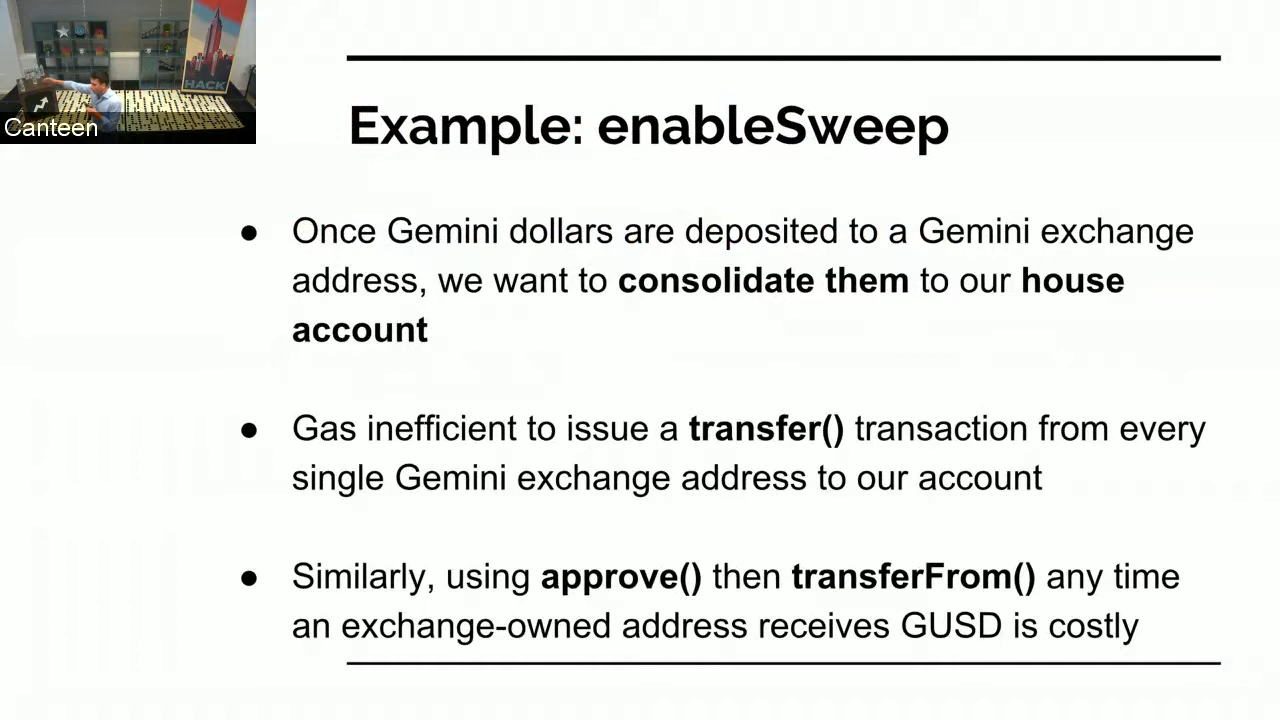 HACK
Canteen
Example: enableSweep
● Once Gemini dollars are deposited to a Gemini exchange
address, we want to consolidate them to our house
account
● Gas inefficient to issue a transfer() transaction from every
single Gemini exchange address to our account
● Similarly, using approve() then transferFrom() any time
an exchange-owned address receives GUSD is costly